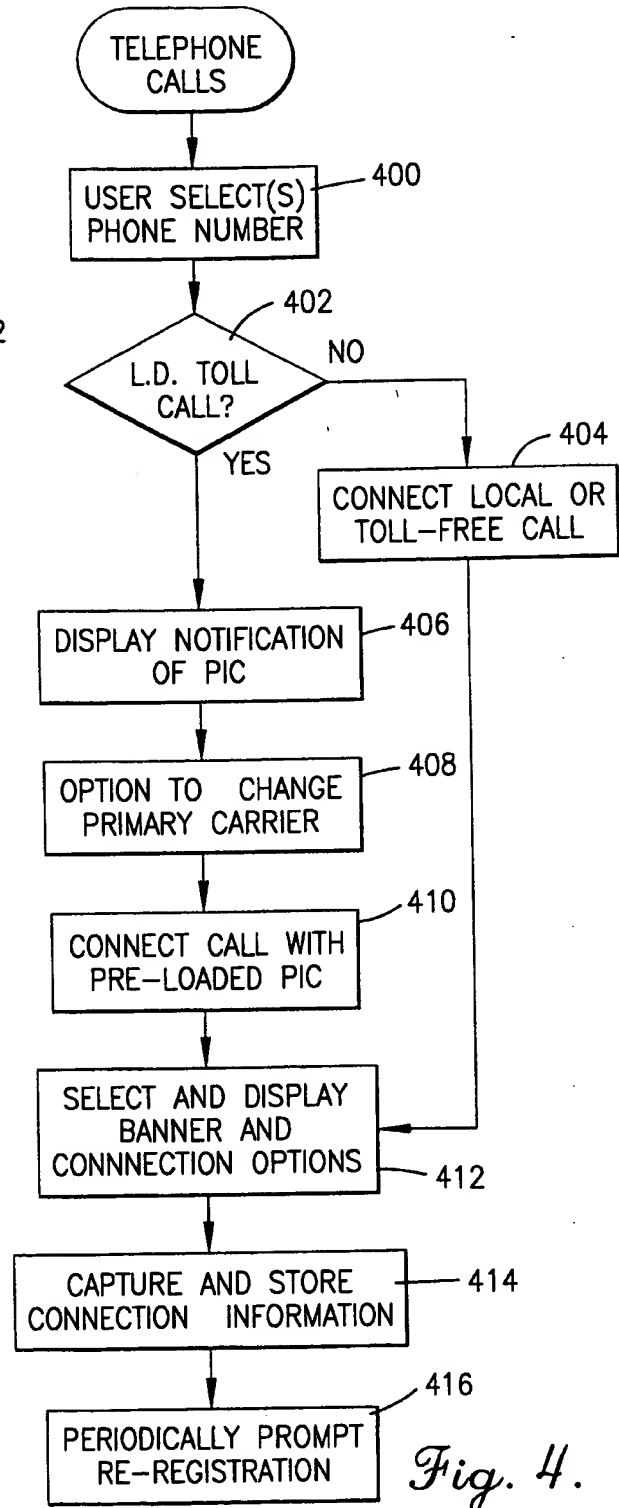 TELEPHONE
CALLS
400
USER SELECT(S)
PHONE NUMBER
2
402
L.D. TOLL
CALL?
NO
YES
404
CONNECT LOCAL OR
TOLL-FREE CALL
406
DISPLAY NOTIFICATION
OF PIC
408
OPTION TO CHANGE
PRIMARY CARRIER
410
CONNECT CALL WITH
PRE-LOADED PIC
SELECT AND DISPLAY
BANNER AND
CONNNECTION OPTIONS
412
CAPTURE AND STORE
CONNECTION INFORMATION
414
416
PERIODICALLY PROMPT
RE-REGISTRATION
Fig. 4.